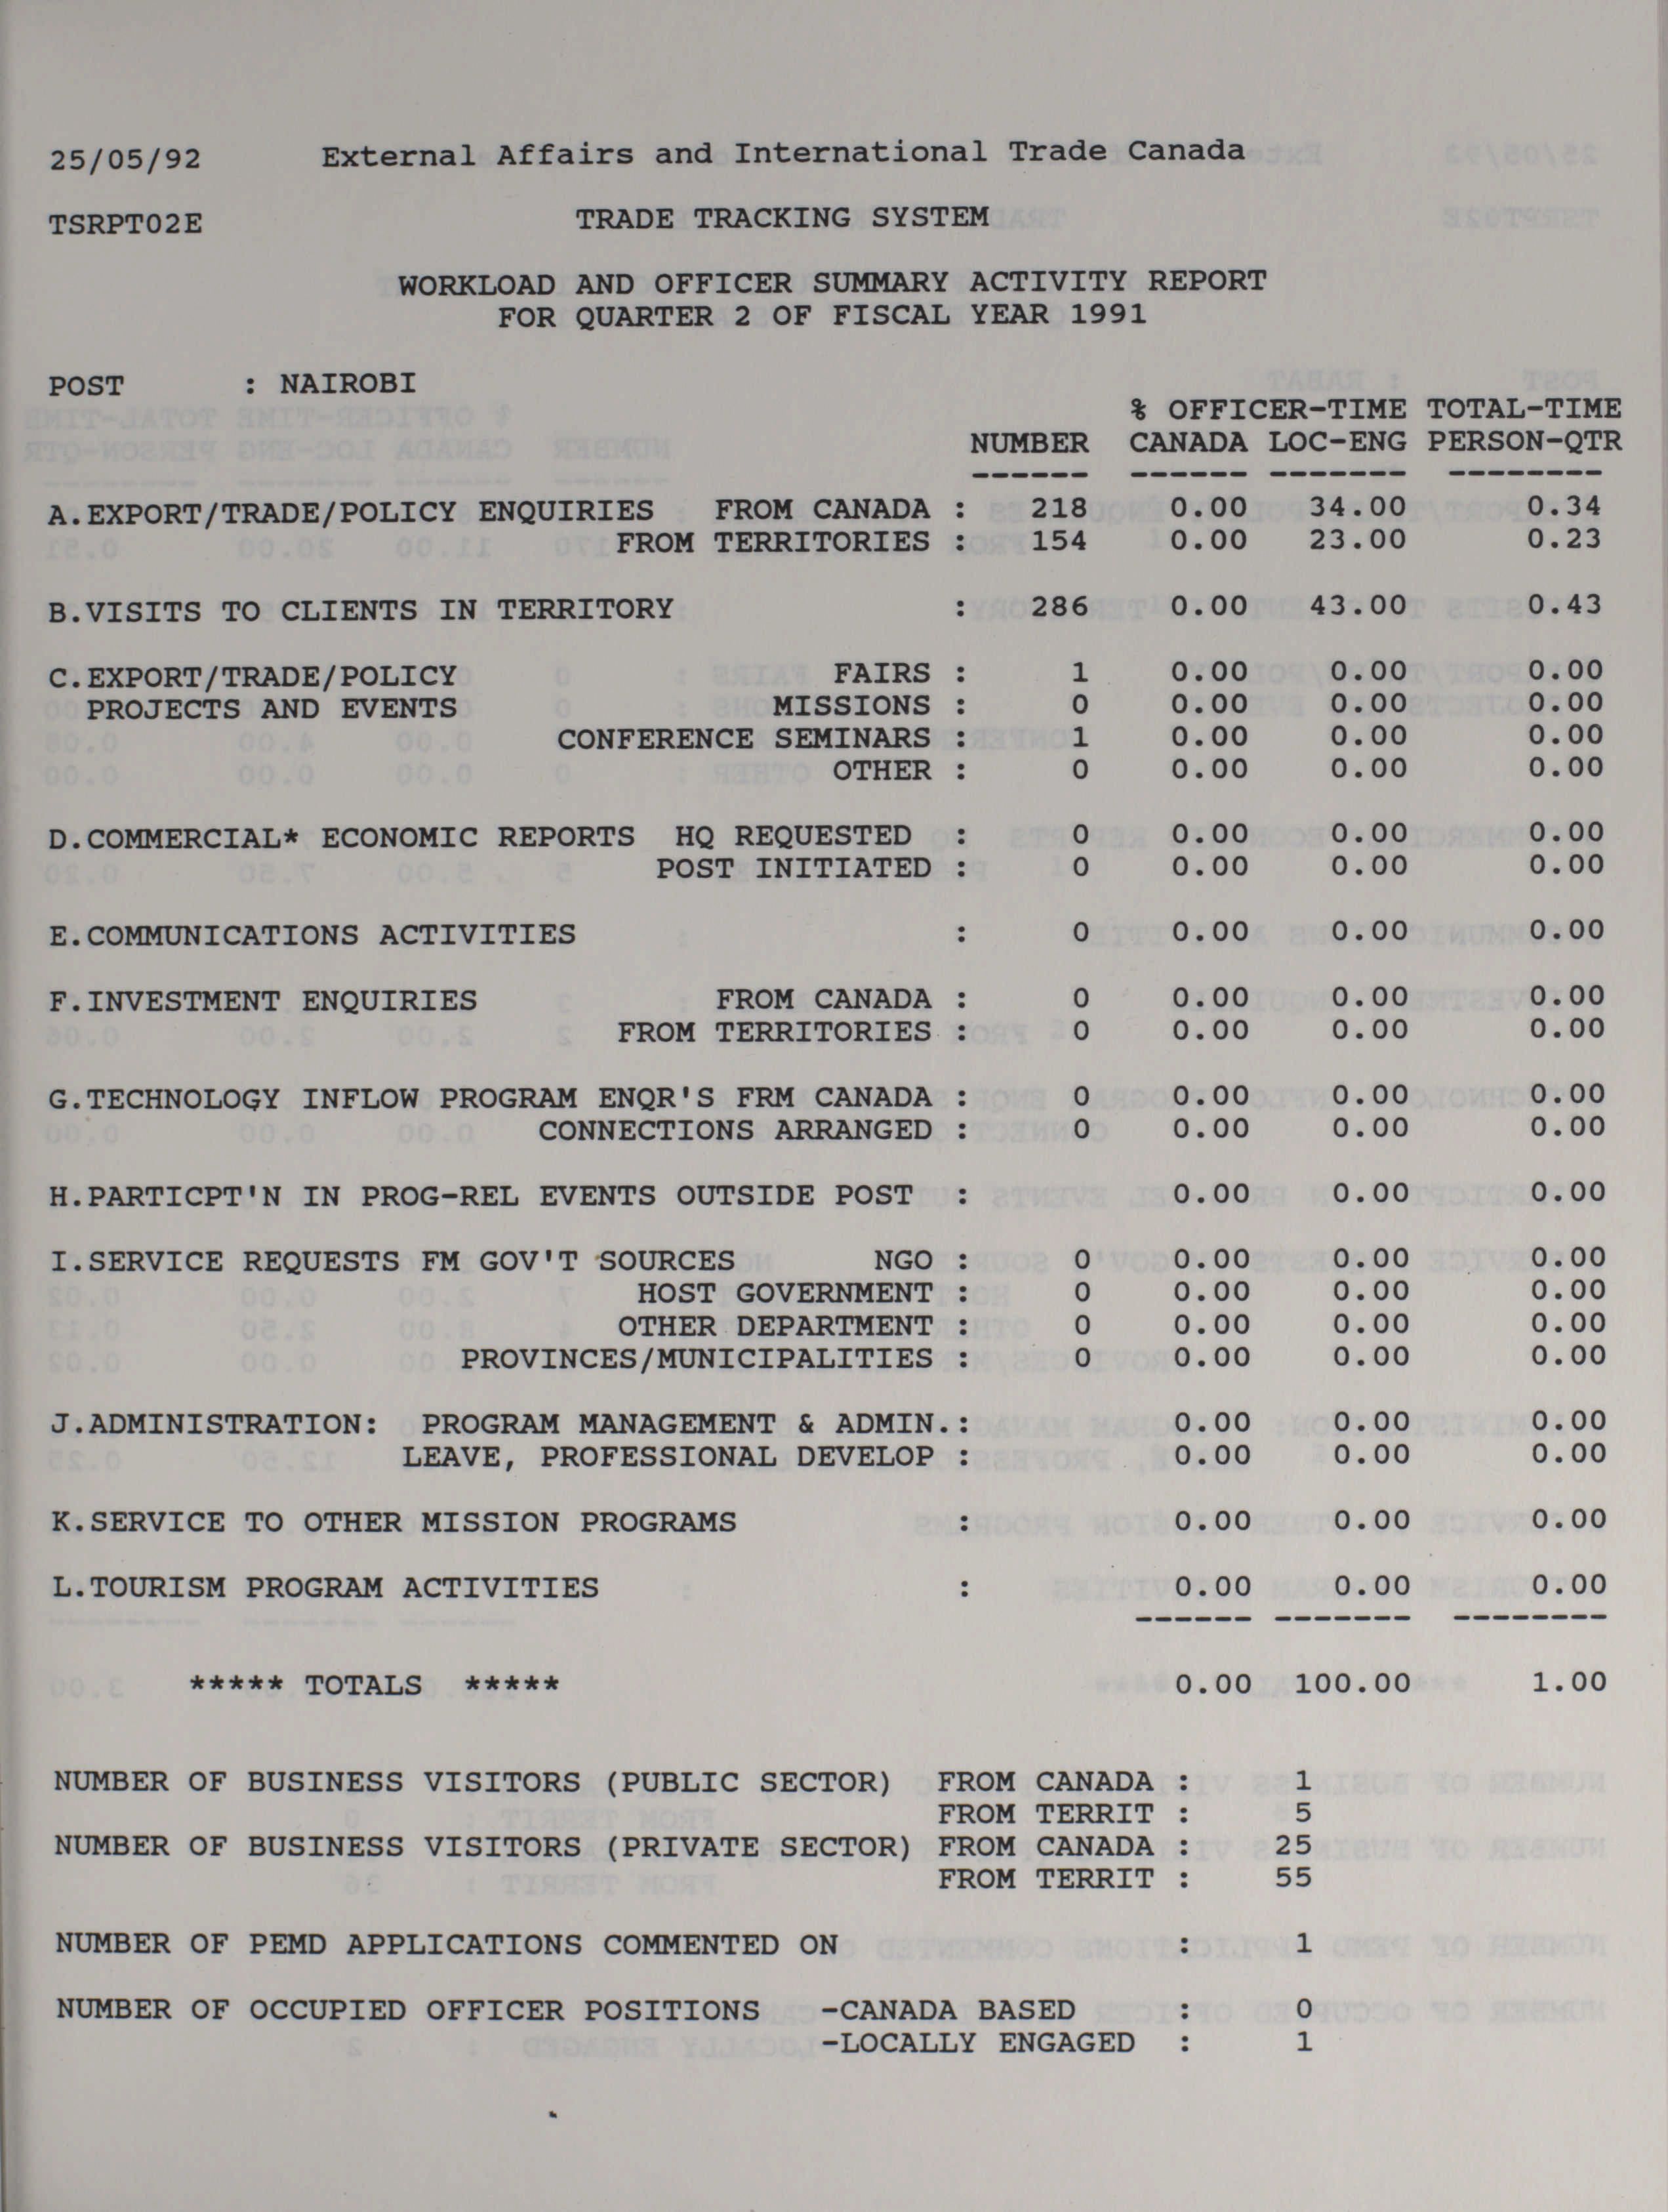 25/05/92 External Affairs and International Trade Canada
TSRPT02E TRADE TRACKING SYSTEM
WORKLOAD AND OFFICER SUMMARY ACTIVITY REPORT
FOR QUARTER 2 OF FISCAL YEAR 1991
POST : NAIROBI
% OFFICER-TIME TOTAL-TIME
NUMBER CANADA LOC-ENG PERSON-QTR
------ ------ ------- --------
A.EXPORT/TRADE/POLICY ENQUIRIES FROM CANADA : 218 0.00 34.00 0.34
FROM TERRITORIES : 154 0.00 23.00 0.23
B.VISITS TO CLIENTS IN TERRITORY : 286 0.00 43.00 0.43
C.EXPORT/TRADE/POLICY FAIRS : 1 0.00 0.00 0.00
PROJECTS AND EVENTS MISSIONS : 0 0.00 0.00 0.00
CONFERENCE SEMINARS : 1 0.00 0.00 0.00
OTHER : 0 0.00 0.00 0.00
D.COMMERCIAL* ECONOMIC REPORTS HQ REQUESTED : 0 0.00 0.00 0.00
POST INITIATED : 0 0.00 0.00 0.00
E.COMMUNICATIONS ACTIVITIES : 0 0.00 0.00 0.00
F.INVESTMENT ENQUIRIES FROM CANADA : 0 0.00 0.00 0.00
FROM TERRITORIES : 0 0.00 0.00 0.00
G.TECHNOLOGY INFLOW PROGRAM ENQR'S FRM CANADA : 0 0.00 0.00 0.00
CONNECTIONS ARRANGED : 0 0.00 0.00 0.00
H.PARTICPT'N IN PROG-REL EVENTS OUTSIDE POST : 0.00 0.00 0.00
I.SERVICE REQUESTS FM GOV'T SOURCES NGO : 0 0.00 0.00 0.00
HOST GOVERNMENT : 0 0.00 0.00 0.00
OTHER DEPARTMENT : 0 0.00 0.00 0.00
PROVINCES/MUNICIPALITIES : 0 0.00 0.00 0.00
J.ADMINISTRATION: PROGRAM MANAGEMENT & ADMIN.: 0.00 0.00 0.00
LEAVE, PROFESSIONAL DEVELOP : 0.00 0.00 0.00
K.SERVICE TO OTHER MISSION PROGRAMS : 0.00 0.00 0.00
L.TOURISM PROGRAM ACTIVITIES : 0.00 0.00 0.00
------ ------- --------
***** TOTALS ***** 0.00 100.00 1.00
NUMBER OF BUSINESS VISITORS (PUBLIC SECTOR) FROM CANADA : 1
FROM TERRIT : 5
NUMBER OF BUSINESS VISITORS (PRIVATE SECTOR) FROM CANADA : 25
FROM TERRIT : 55
NUMBER OF PEMD APPLICATIONS COMMENTED ON : 1
NUMBER OF OCCUPIED OFFICER POSITIONS -CANADA BASED : 0
-LOCALLY ENGAGED : 1